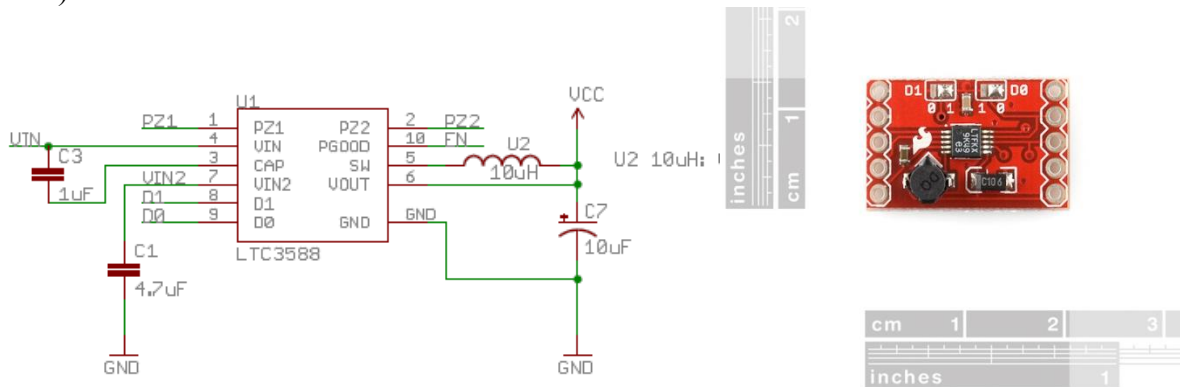 U1
PZ1 1 PZ1 PZ2 2 PZ2
VIN 4 VIN PGOOD 10 EN
C3 3 CAP SW 5 U2
1uF VIN2 7 VIN2 VOUT 6 10uH
D1 8 D1
D0 9 D0 GND GND
LTC3588
VCC
C7
10uF
C1
4.7uF
GND
GND
U2 10uH:
inches
cm 1 2
D1 D0
0 1 1 0
LTFKX
C106
cm 1 2 3
inches 1